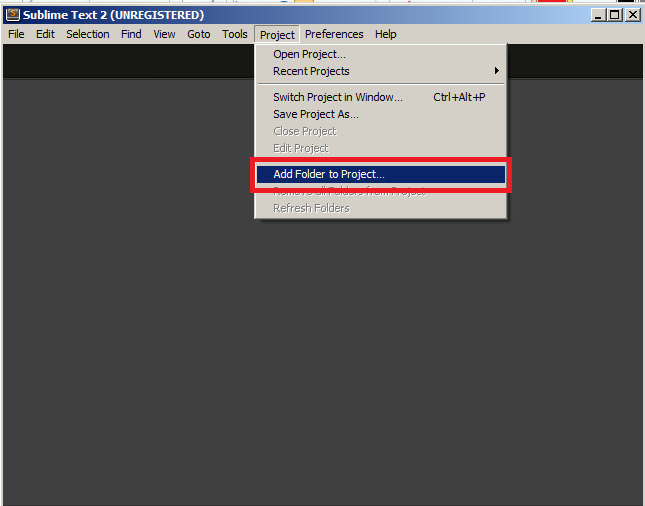 Sublime Text 2 (UNREGISTERED)
File Edit Selection Find View Goto Tools Project Preferences Help
Open Project...
Recent Projects
Switch Project in Window... Ctrl+Alt+P
Save Project As...
Close Project
Edit Project
Add Folder to Project...
Remove all Folders from Project
Refresh Folders